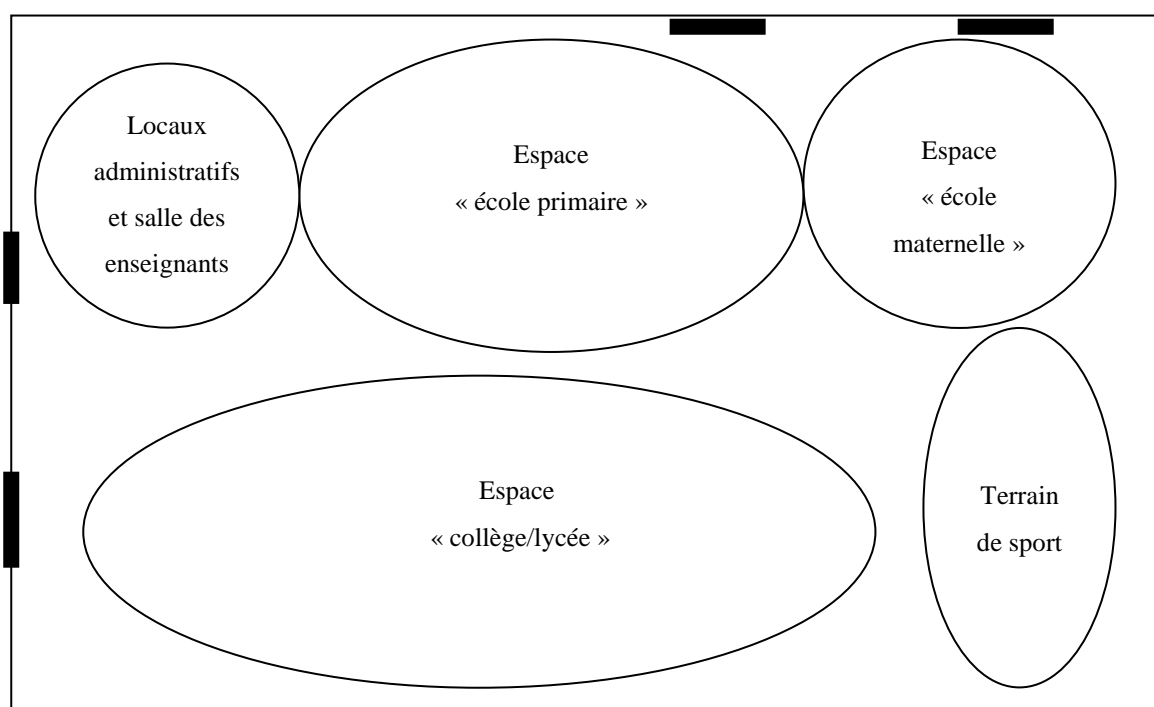 Locaux
administratifs
et salle des
enseignants
Espace
« école primaire »
Espace
« école
maternelle »
Espace
« collège/lycée »
Terrain
de sport